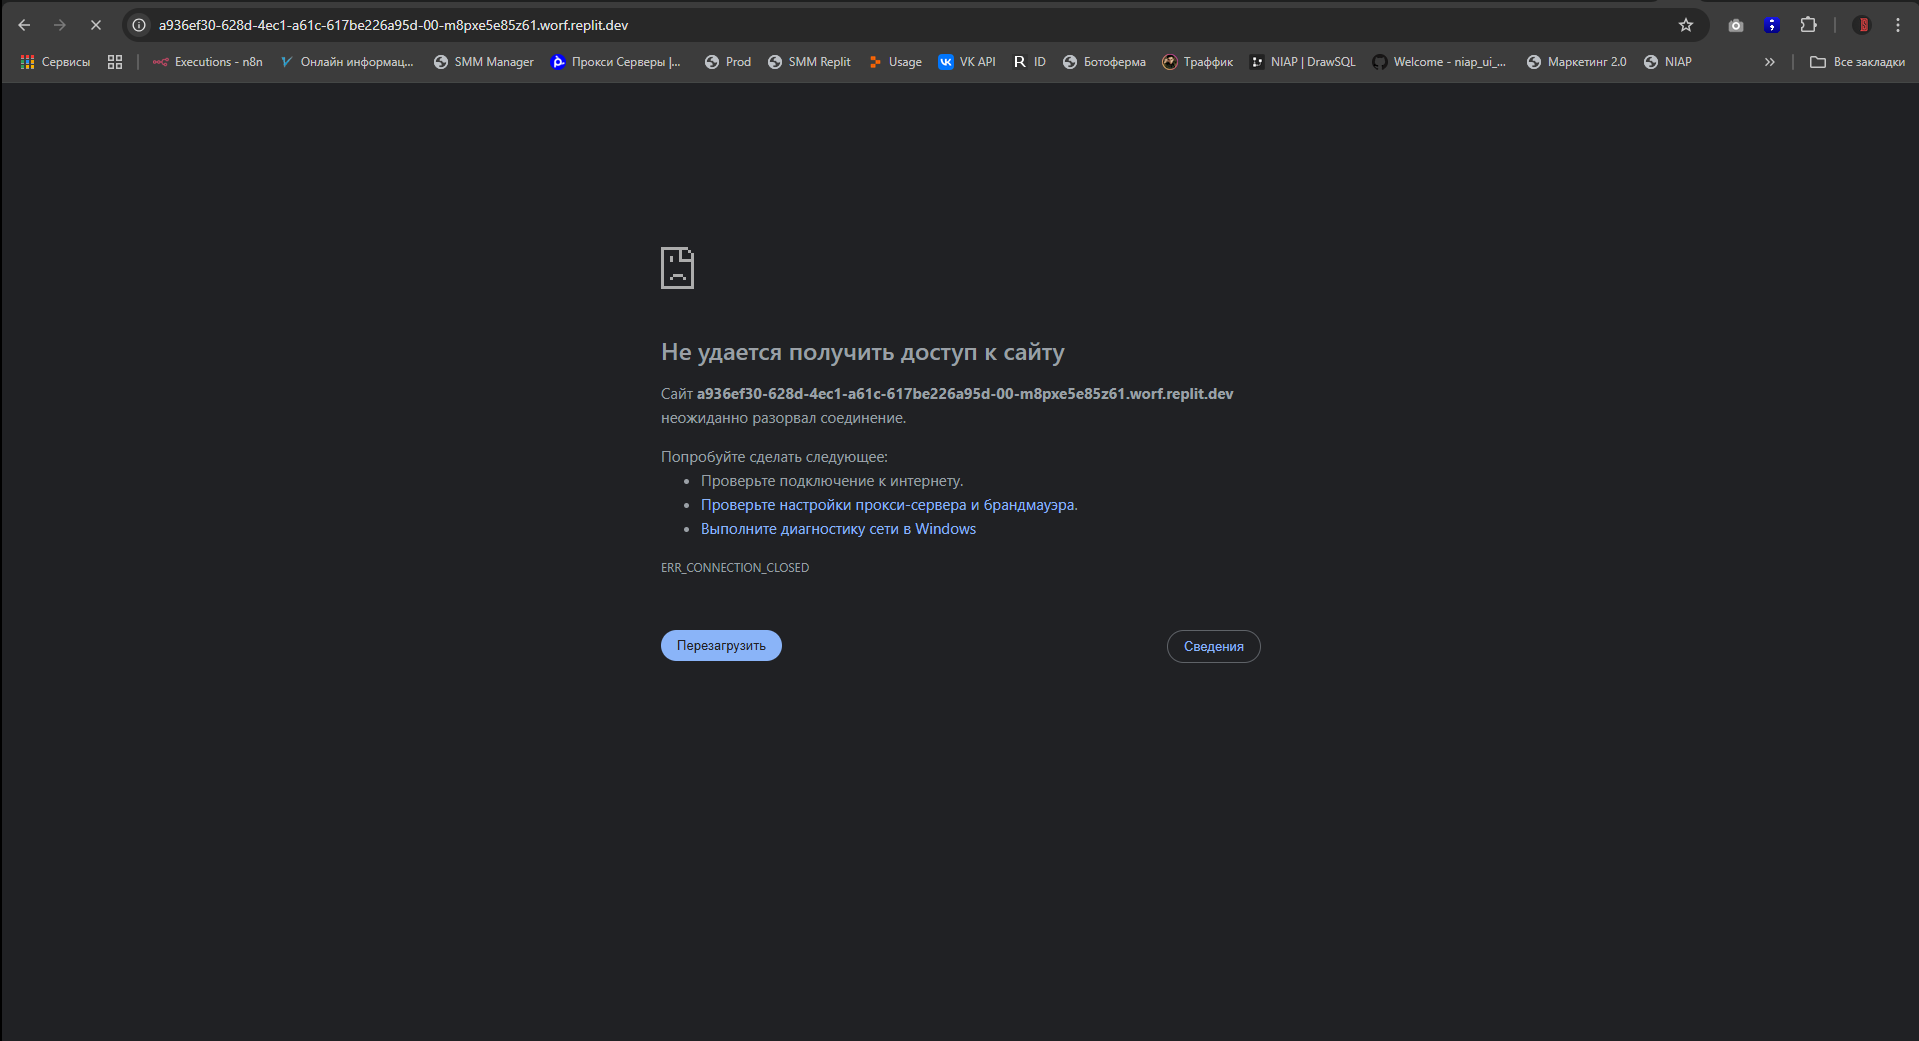 a936ef30-628d-4ec1-a61c-617be226a95d-00-m8pxe5e85z61.worf.replit.dev
Сервисы Executions - n8n Онлайн информац... SMM Manager Прокси Серверы |... Prod SMM Replit Usage VK API ID Ботоферма Траффик NIAP | DrawSQL Welcome - niap_ui_... Маркетинг 2.0 NIAP Все закладки
Не удается получить доступ к сайту
Сайт a936ef30-628d-4ec1-a61c-617be226a95d-00-m8pxe5e85z61.worf.replit.dev
неожиданно разорвал соединение.
Попробуйте сделать следующее:
• Проверьте подключение к интернету.
• Проверьте настройки прокси-сервера и брандмауэра.
• Выполните диагностику сети в Windows
ERR_CONNECTION_CLOSED
Перезагрузить Сведения